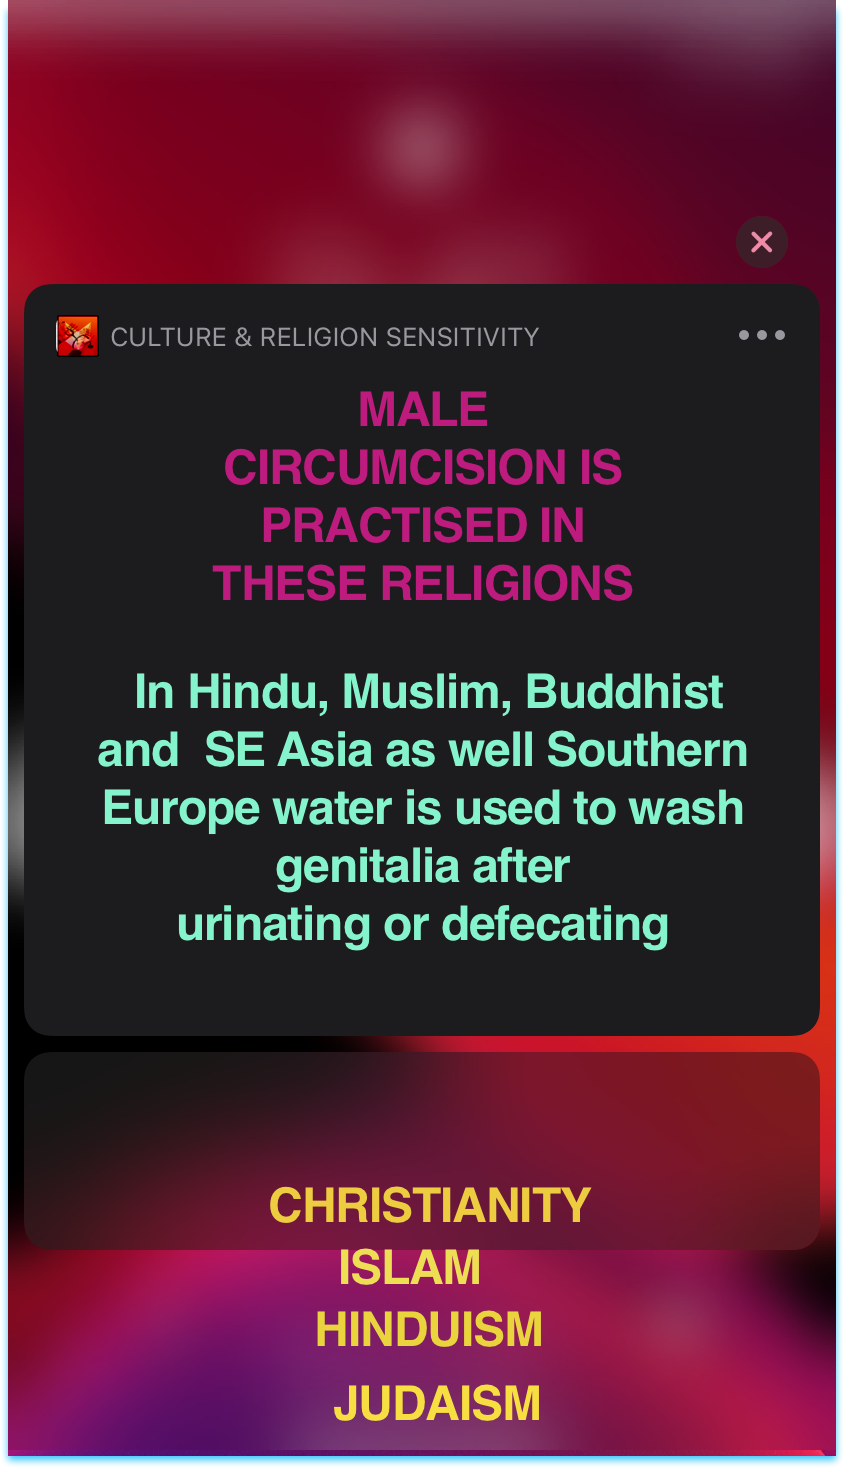 CULTURE & RELIGION SENSITIVITY
MALE
CIRCUMCISION IS
PRACTISED IN
THESE RELIGIONS
In Hindu, Muslim, Buddhist
and  SE Asia as well Southern
Europe water is used to wash
genitalia after
urinating or defecating
CHRISTIANITY
ISLAM
HINDUISM
JUDAISM